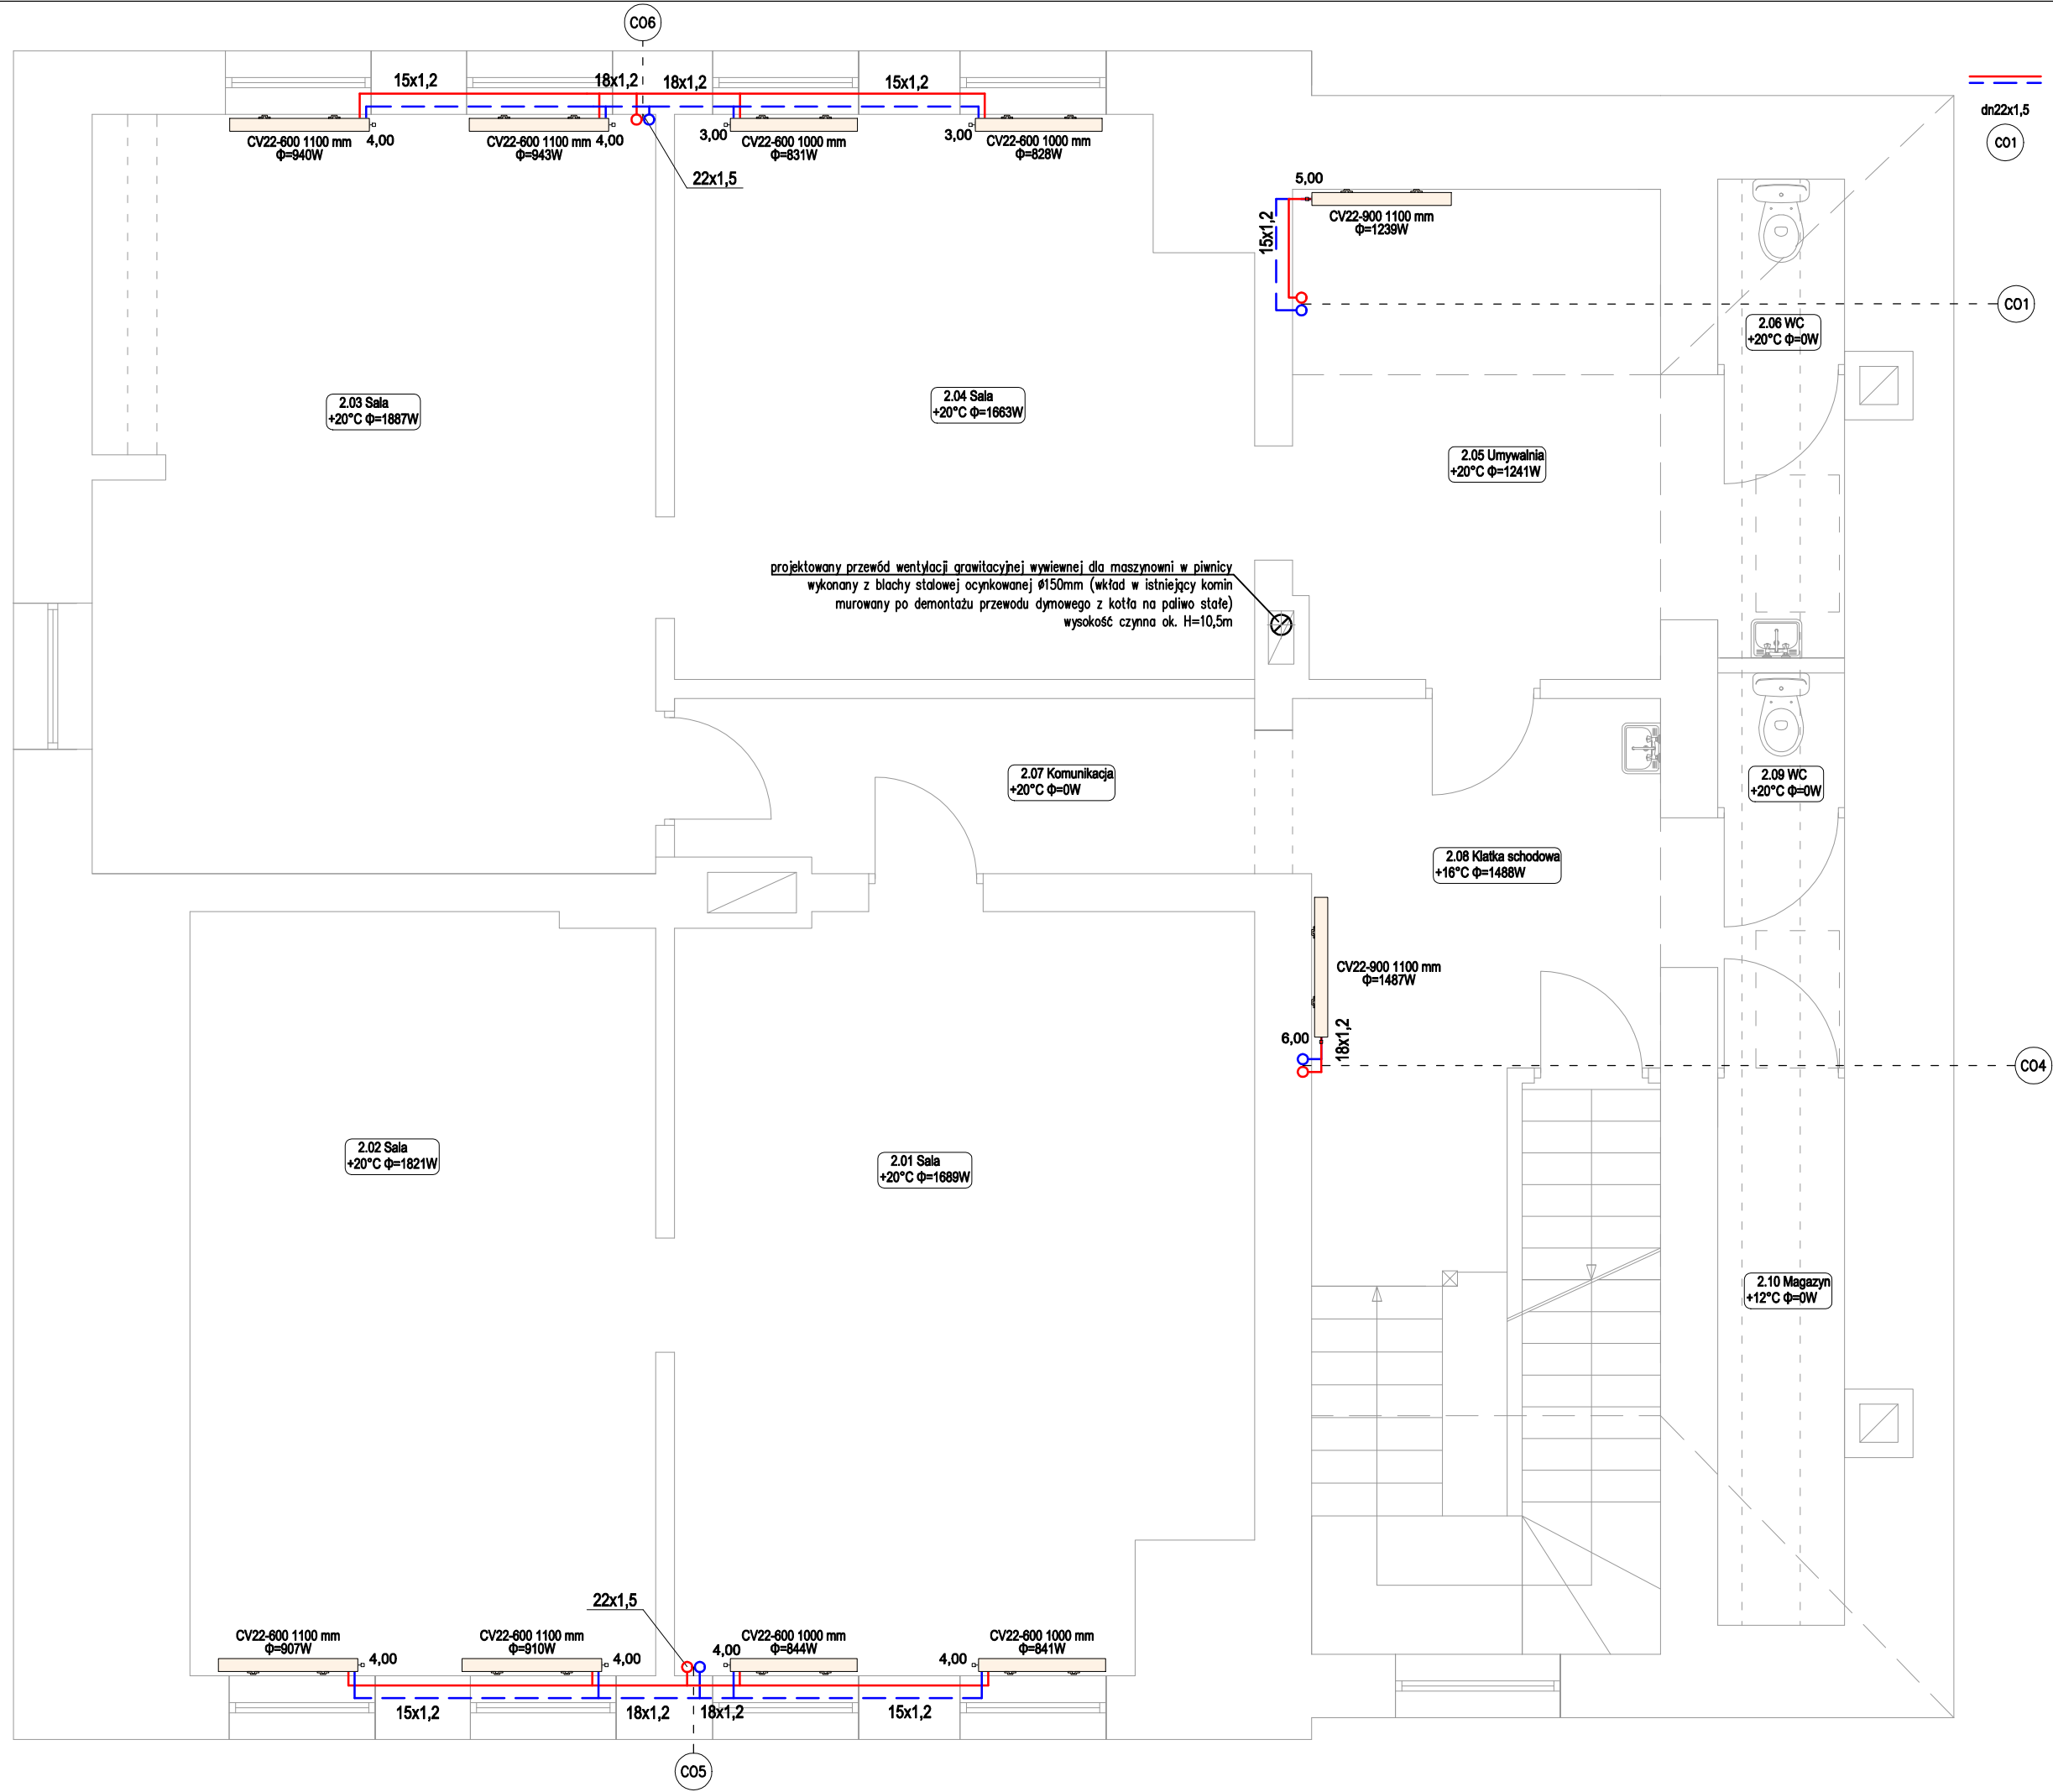 CO6
15x1,2
18x1,2
18x1,2
15x1,2
dn22x1,5
CO1
CV22-600 1100 mm
Φ=940W
4,00
CV22-600 1100 mm
Φ=943W
4,00
3,00
CV22-600 1000 mm
Φ=831W
3,00
CV22-600 1000 mm
Φ=828W
22x1,5
5,00
CV22-900 1100 mm
Φ=1239W
15x1,2
CO1
2.06 WC
+20°C Φ=0W
2.03 Sala
+20°C Φ=1887W
2.04 Sala
+20°C Φ=1663W
2.05 Umywalnia
+20°C Φ=1241W
projektowany przewód wentylacji grawitacyjnej wywiewnej dla maszynowni w piwnicy
wykonany z blachy stalowej ocynkowanej Ø150mm (wkład w istniejący komin
murowany po demontażu przewodu dymowego z kotła na paliwo stałe)
wysokość czynna ok. H=10,5m
2.07 Komunikacja
+20°C Φ=0W
2.09 WC
+20°C Φ=0W
2.08 Klatka schodowa
+16°C Φ=1488W
CV22-900 1100 mm
Φ=1487W
6,00
18x1,2
CO4
2.02 Sala
+20°C Φ=1821W
2.01 Sala
+20°C Φ=1689W
2.10 Magazyn
+12°C Φ=0W
22x1,5
CV22-600 1100 mm
Φ=907W
4,00
CV22-600 1100 mm
Φ=910W
4,00
4,00
CV22-600 1000 mm
Φ=844W
4,00
CV22-600 1000 mm
Φ=841W
15x1,2
18x1,2
18x1,2
15x1,2
CO5